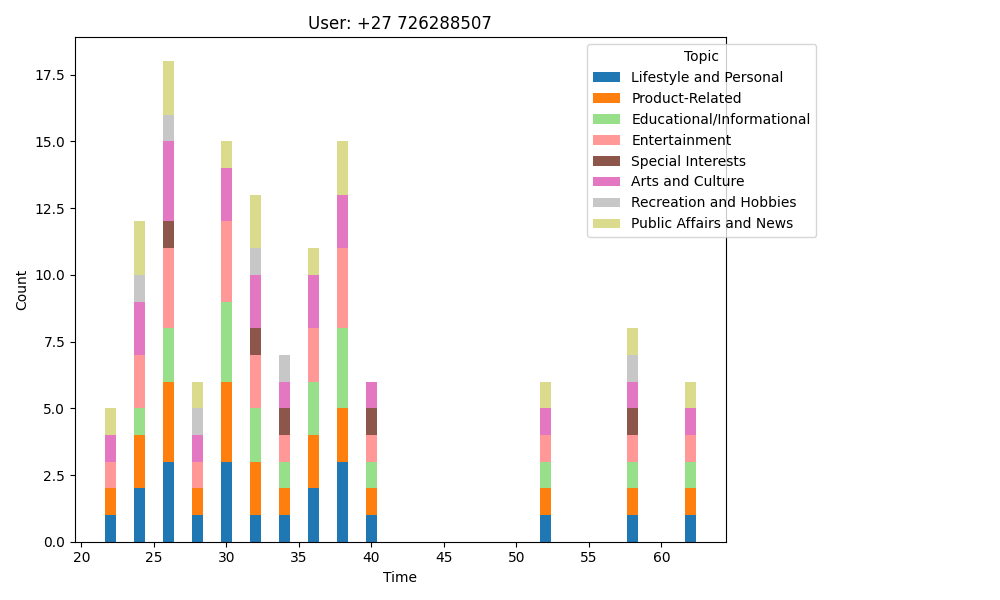 User: +27 726288507
Topic
Lifestyle and Personal
Product-Related
Educational/Informational
Entertainment
Special Interests
Arts and Culture
Recreation and Hobbies
Public Affairs and News
Count
17.5
15.0
12.5
10.0
7.5
5.0
2.5
0.0
20 25 30 35 40 45 50 55 60
Time